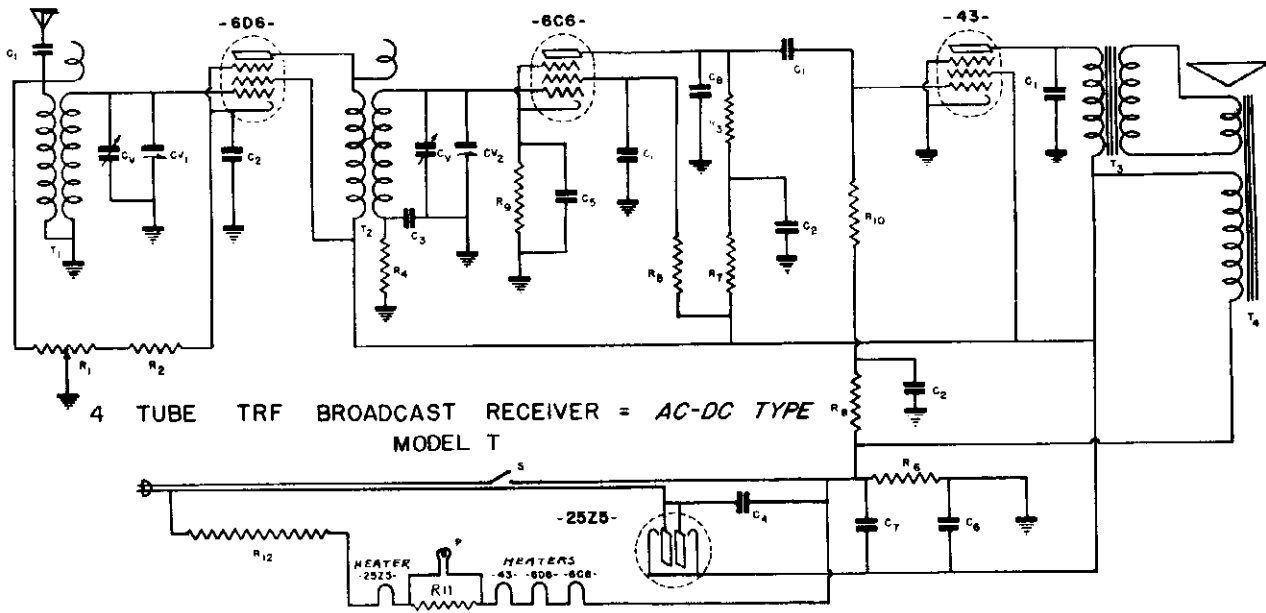 -6D6-
-6C6-
-43-
C1
C1
C8
C1
CV
CV1
C2
CV
CV2
C5
R9
C2
R10
T3
T1
T2
C3
R4
R7
T4
R1
R2
C2
4 TUBE TRF BROADCAST RECEIVER = AC-DC TYPE
MODEL T
S
R6
-25Z5-
C4
C7
C6
R12
P
HEATER
-25Z5-
R11
HEATERS
-43- -6D6- -6C6-